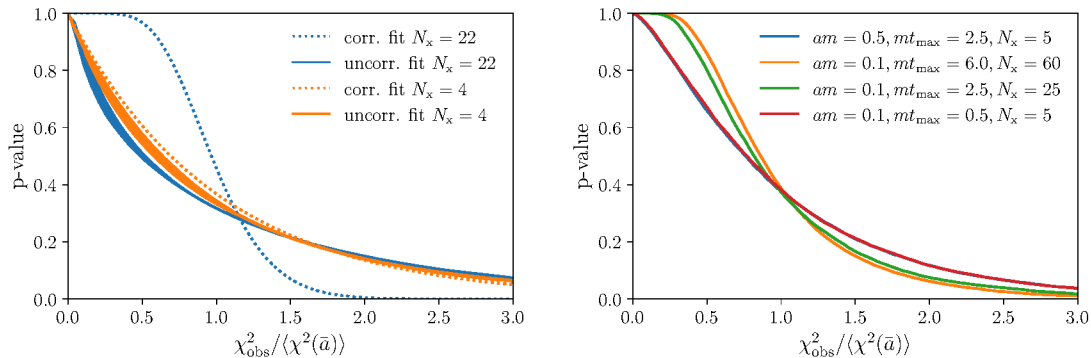 p-value
1.0
0.8
0.6
0.4
0.2
0.0
0.0 0.5 1.0 1.5 2.0 2.5 3.0
χ²_obs/⟨χ²(ā)⟩
corr. fit N_x = 22
uncorr. fit N_x = 22
corr. fit N_x = 4
uncorr. fit N_x = 4
p-value
1.0
0.8
0.6
0.4
0.2
0.0
0.0 0.5 1.0 1.5 2.0 2.5 3.0
χ²_obs/⟨χ²(ā)⟩
am = 0.5, mt_max = 2.5, N_x = 5
am = 0.1, mt_max = 6.0, N_x = 60
am = 0.1, mt_max = 2.5, N_x = 25
am = 0.1, mt_max = 0.5, N_x = 5